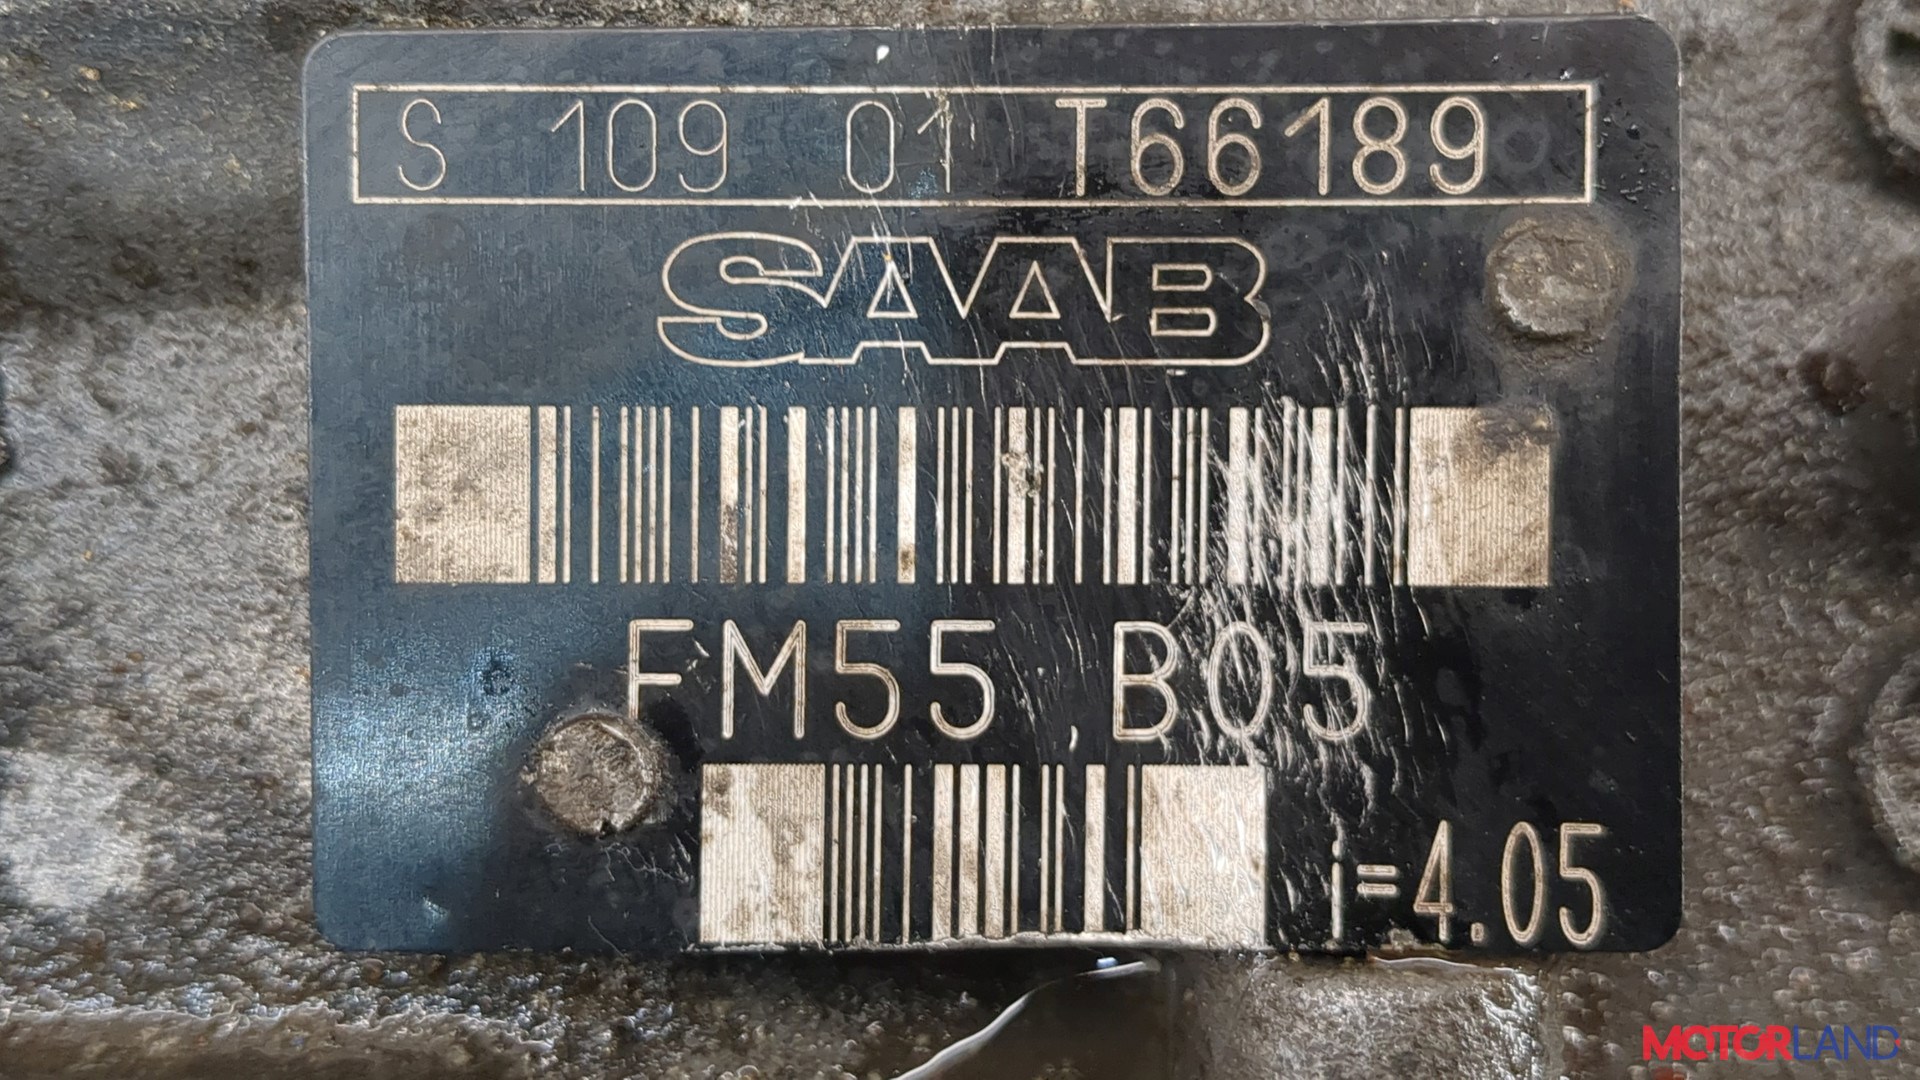 S 109 01 T66189
SAAB
FM55 B05
i=4.05
MOTORLAND